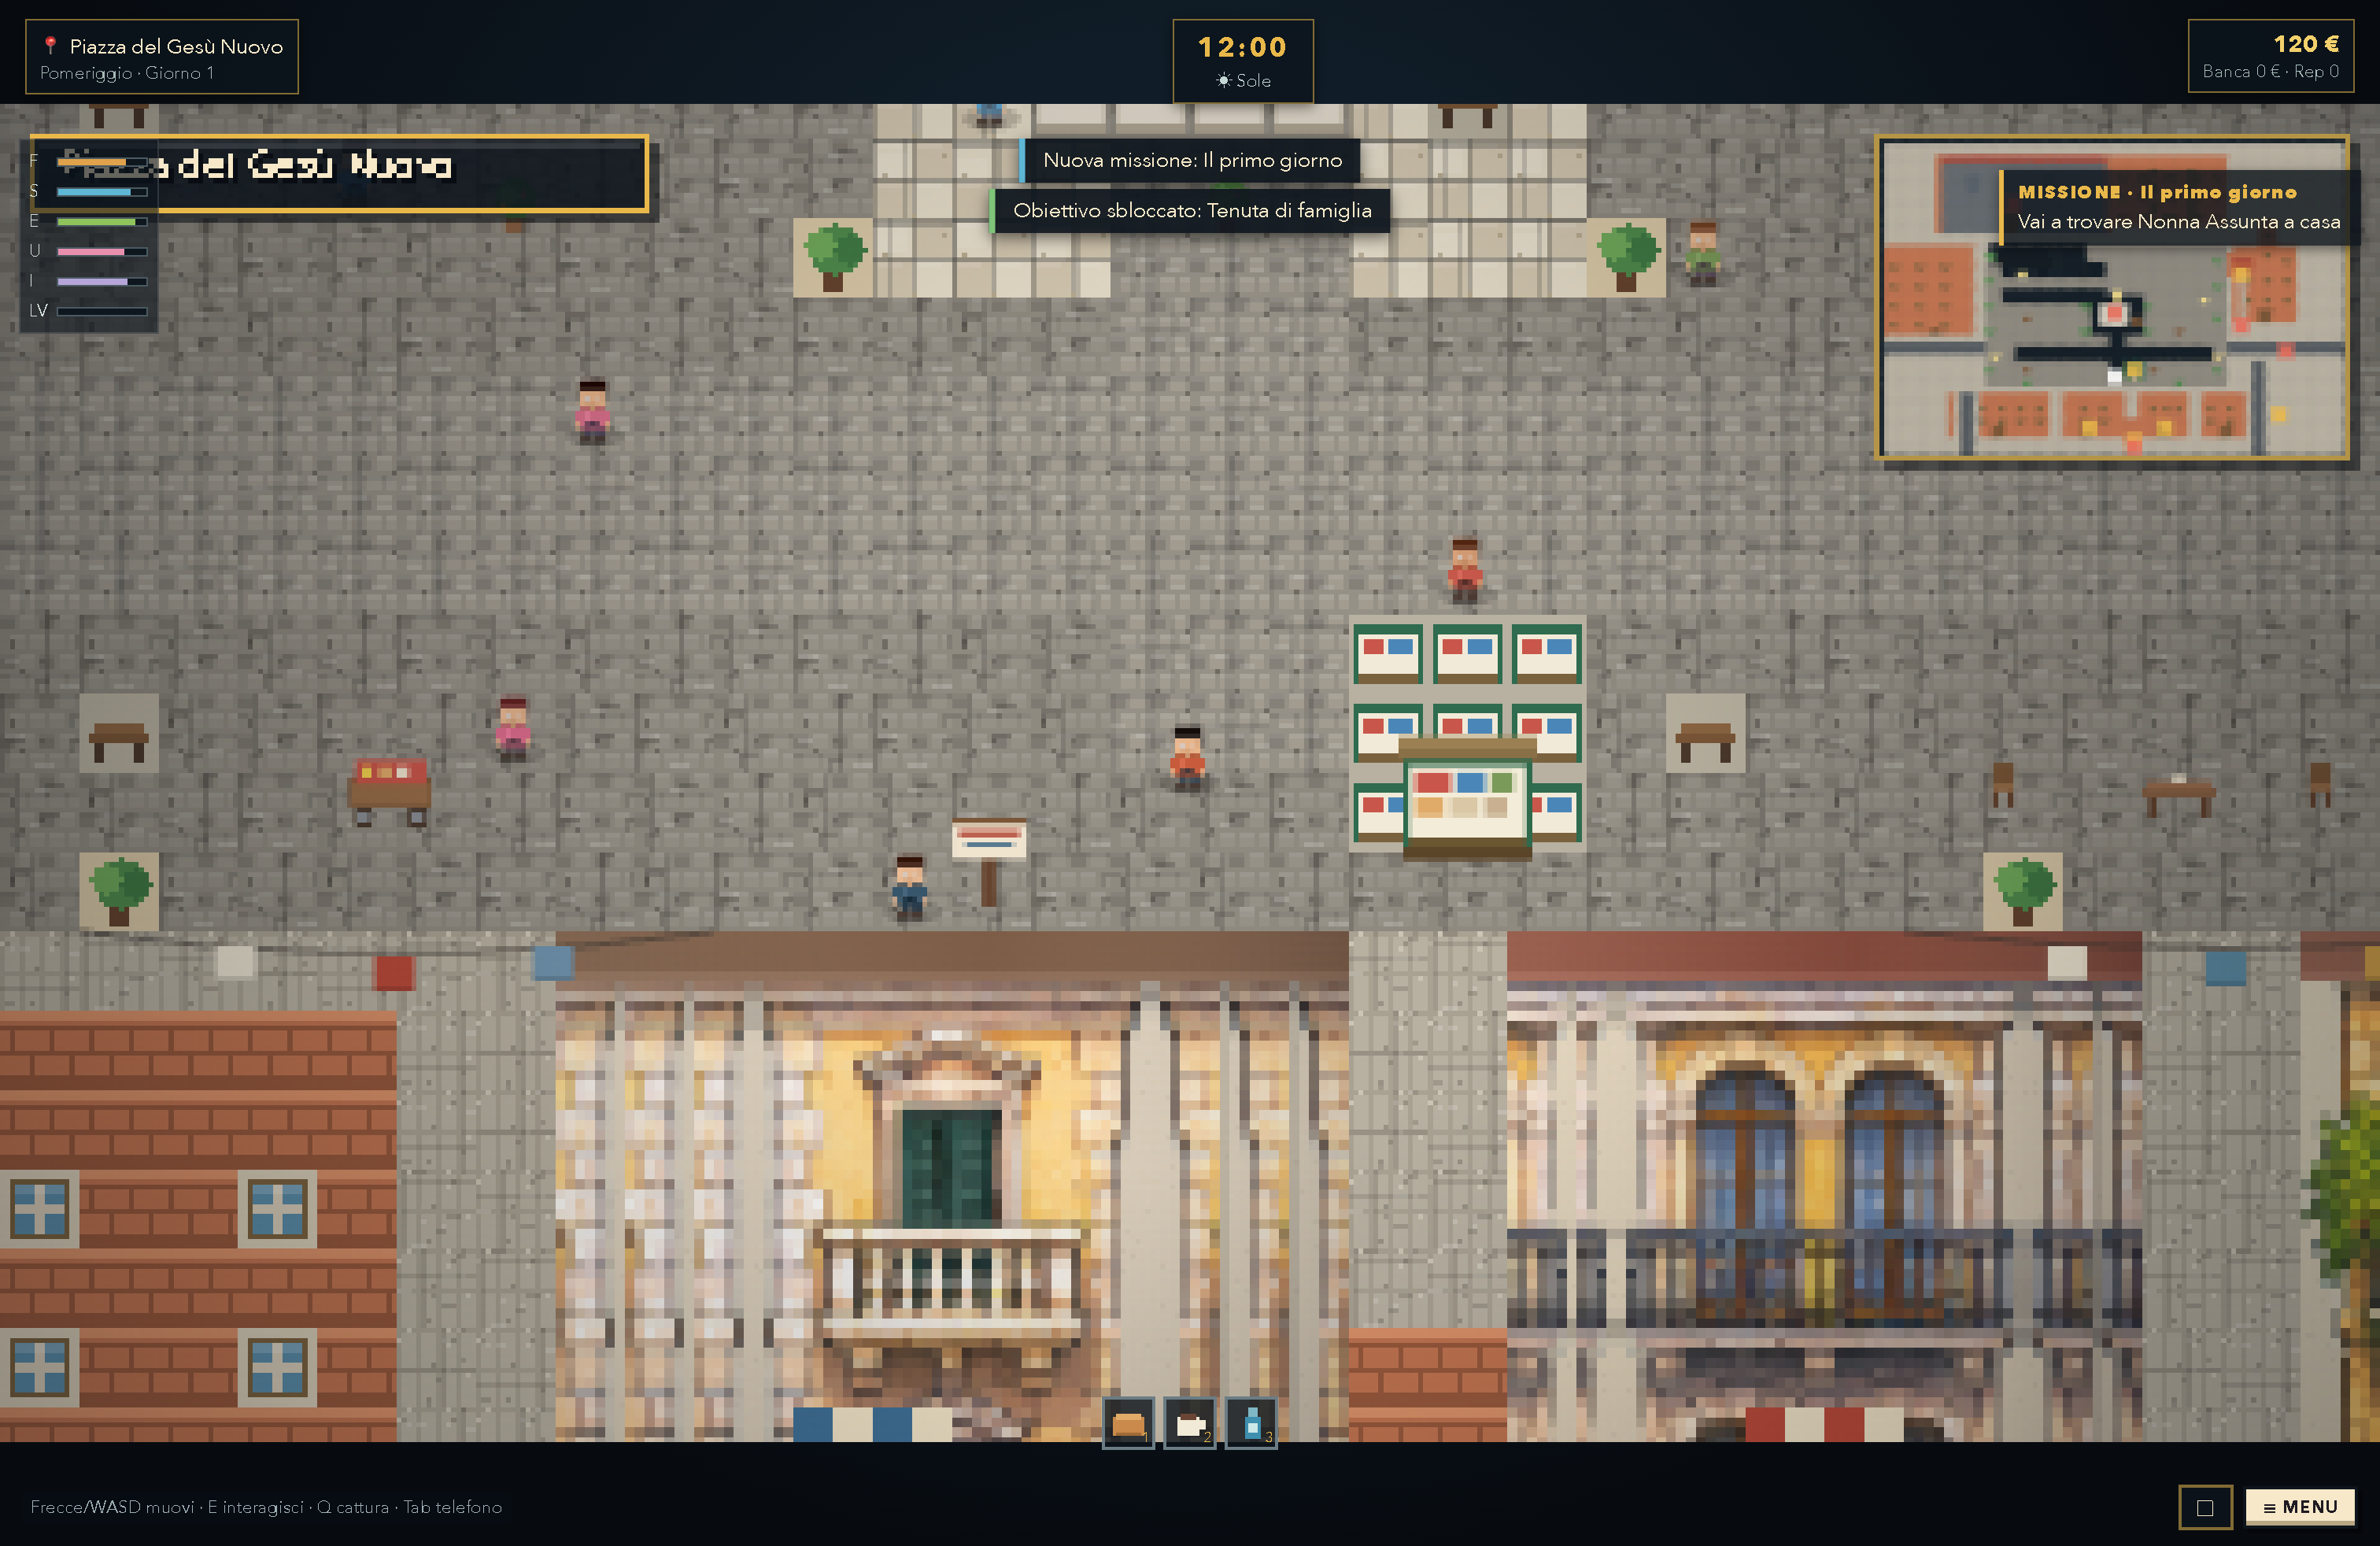 Piazza del Gesù Nuovo
Pomeriggio · Giorno 1
12:00
Sole
120 €
Banca 0 € · Rep 0
del Gesù Nuovo
F
S
E
U
I
LV
Nuova missione: Il primo giorno
Obiettivo sbloccato: Tenuta di famiglia
MISSIONE · Il primo giorno
Vai a trovare Nonna Assunta a casa
1
2
3
Frecce/WASD muovi · E interagisci · Q cattura · Tab telefono
≡ MENU